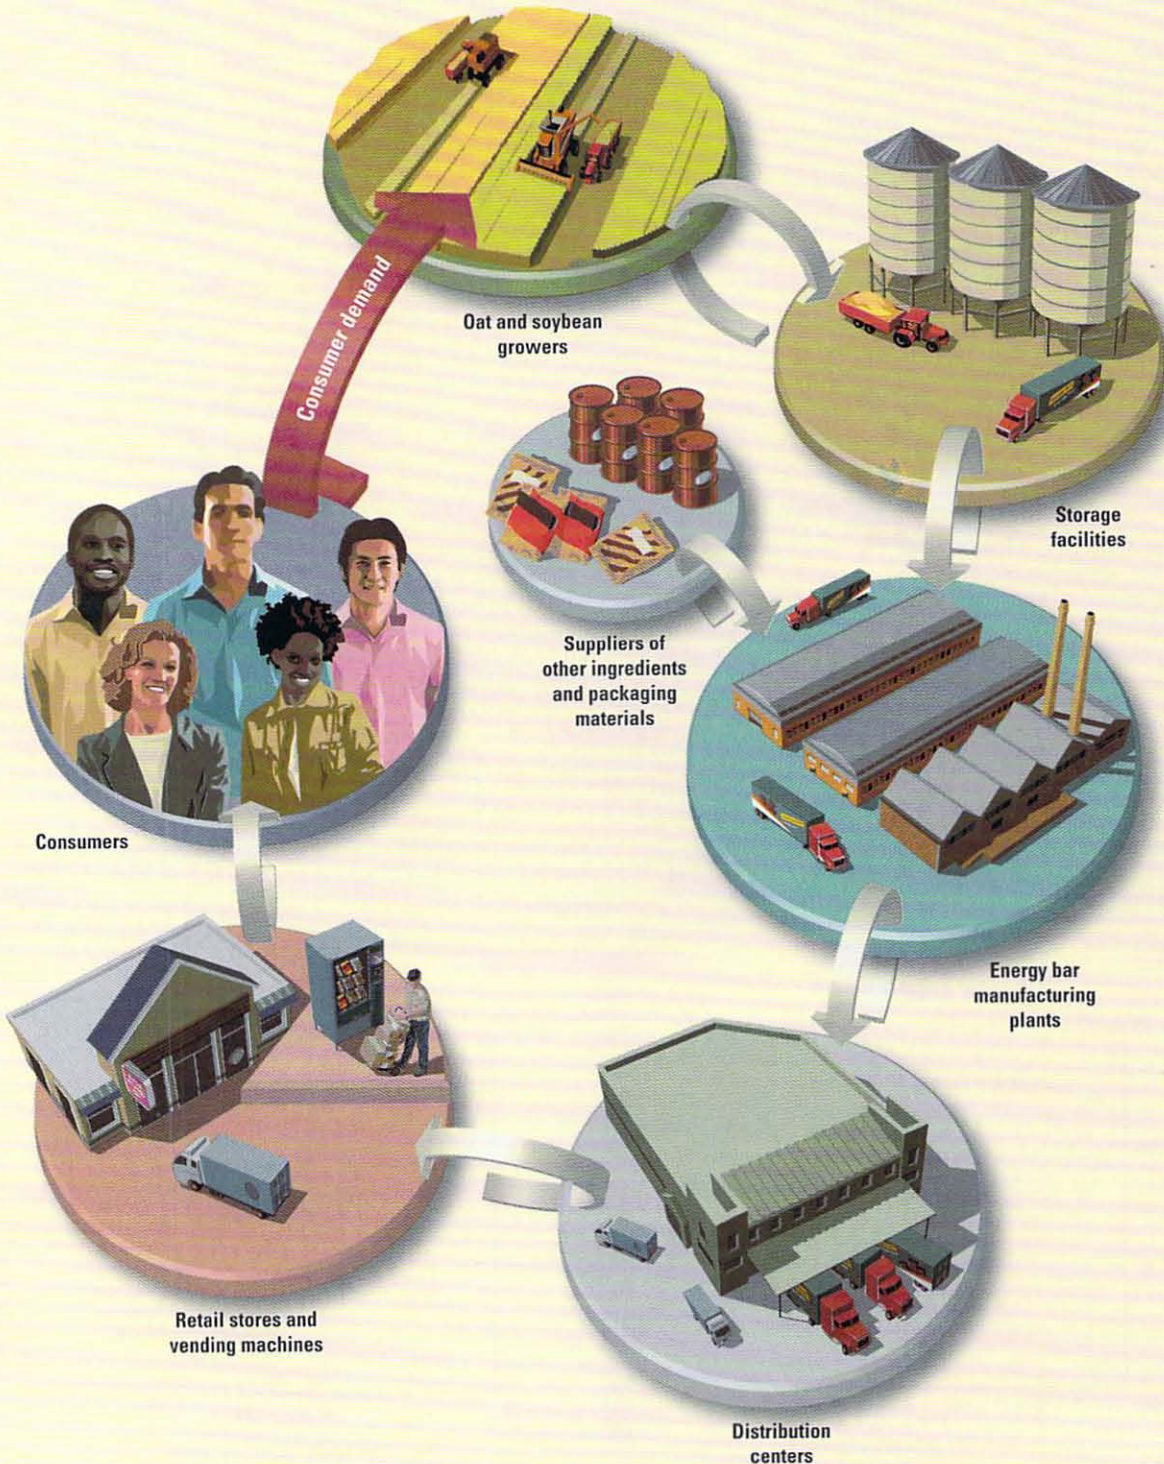 Oat and soybean
growers
Consumer demand
Storage
facilities
Suppliers of
other ingredients
and packaging
materials
Consumers
Energy bar
manufacturing
plants
Retail stores and
vending machines
Distribution
centers